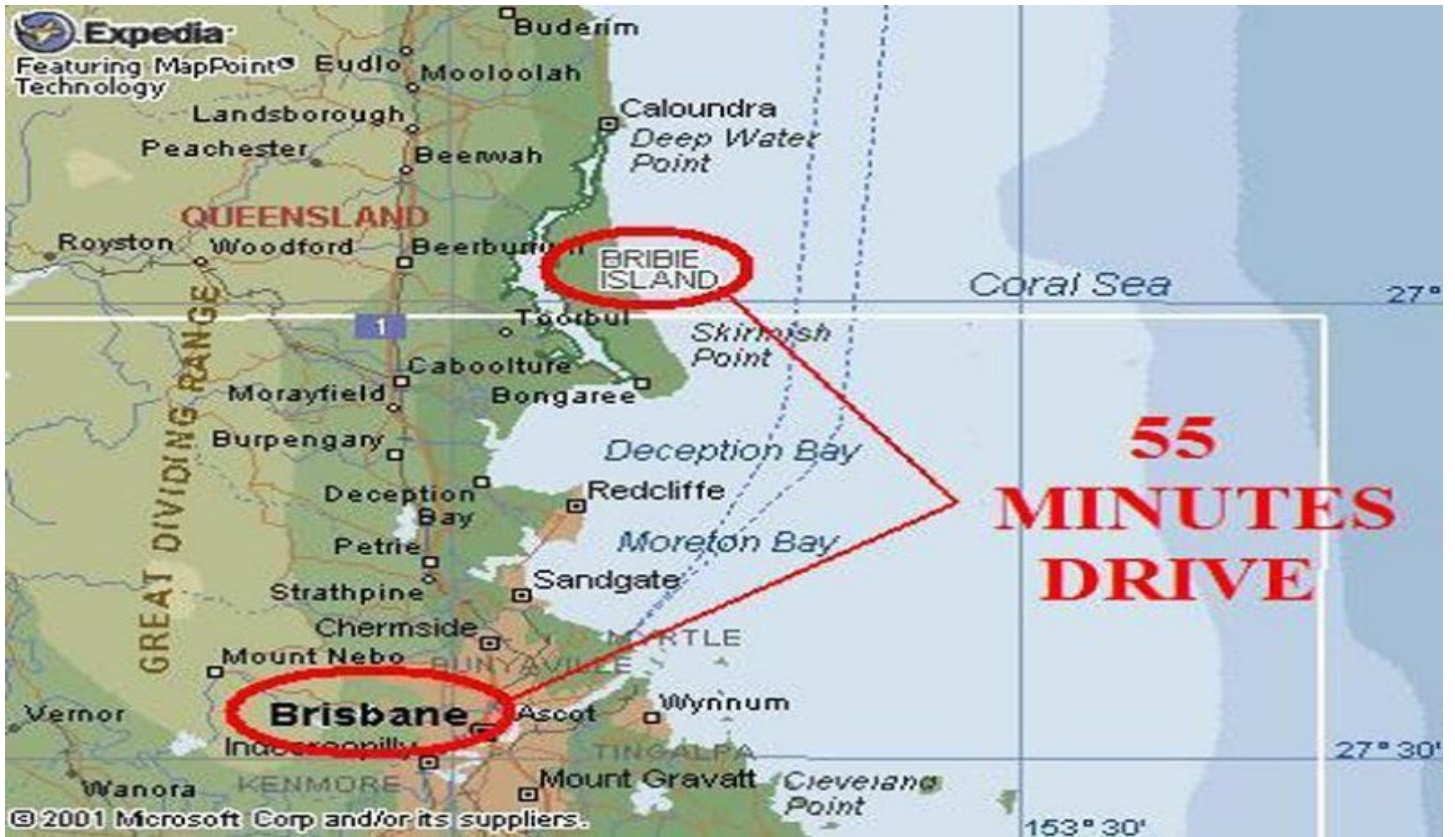 Expedia
Featuring MapPoint®
Technology
Buderim
Eudlo
Mooloolah
Landsborough
Caloundra
Deep Water
Point
Peachester
Beerwah
QUEENSLAND
Royston
Woodford
BRIBIE
ISLAND
Coral Sea
27°
1
Toorbul
Skirmish
Point
GREAT DIVIDING RANGE
Caboolture
Morayfield
Bongaree
55
MINUTES
DRIVE
Burpengary
Deception Bay
Deception
Bay
Redcliffe
Petrie
Moreton Bay
Strathpine
Sandgate
Chermside
MYRTLE
Mount Nebo
BUNYAVILLE
Vernor
Brisbane
Ascot
Wynnum
TINGALPA
27° 30'
Wanora
KENMORE
Mount Gravatt
Cleveland
Point
© 2001 Microsoft Corp and/or its suppliers.
153° 30'